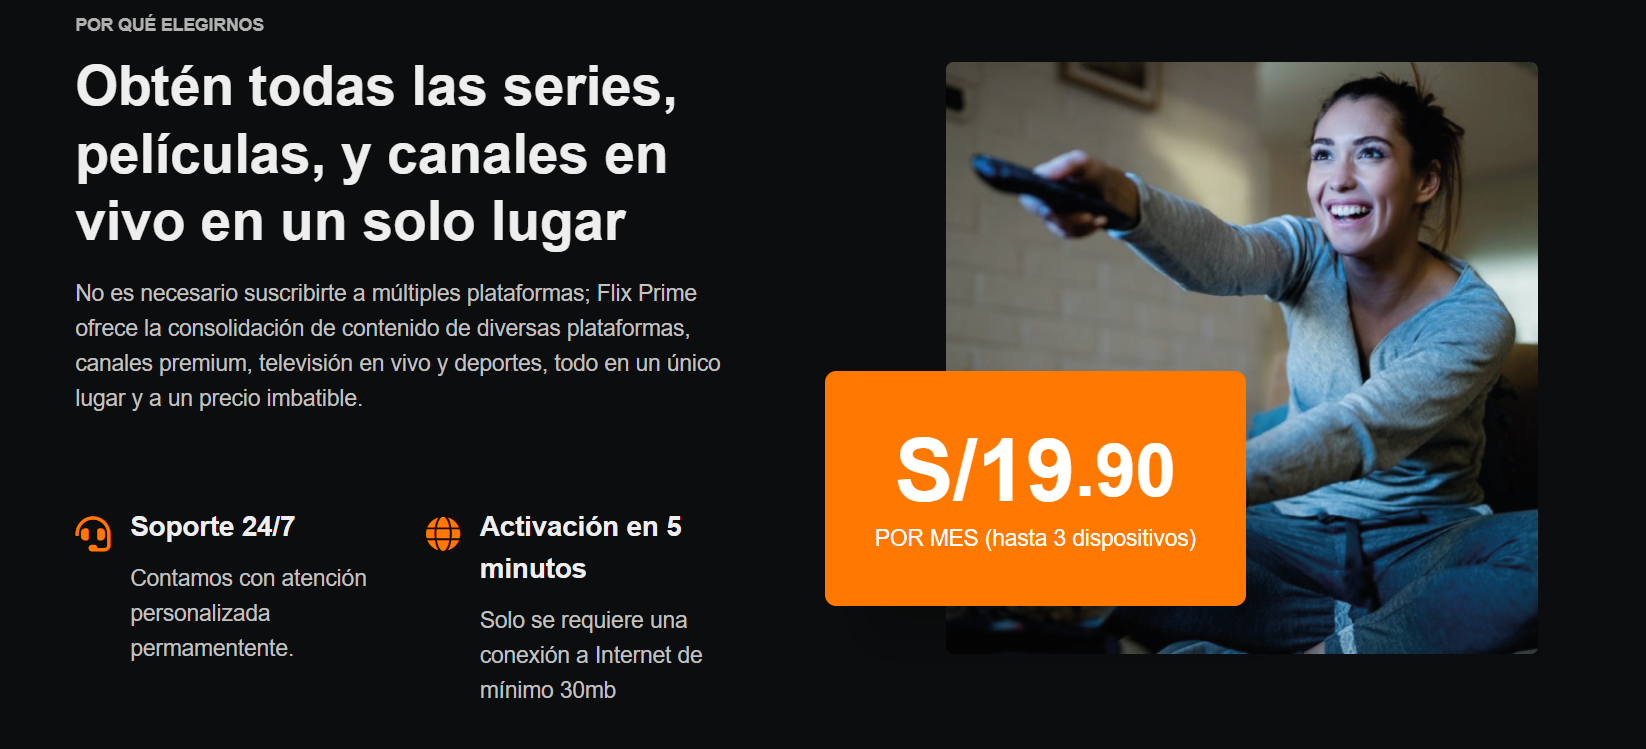 POR QUÉ ELEGIRNOS
Obtén todas las series,
películas, y canales en
vivo en un solo lugar
No es necesario suscribirte a múltiples plataformas; Flix Prime
ofrece la consolidación de contenido de diversas plataformas,
canales premium, televisión en vivo y deportes, todo en un único
lugar y a un precio imbatible.
Soporte 24/7
Contamos con atención
personalizada
permamentente.
Activación en 5
minutos
Solo se requiere una
conexión a Internet de
mínimo 30mb
S/19.90
POR MES (hasta 3 dispositivos)